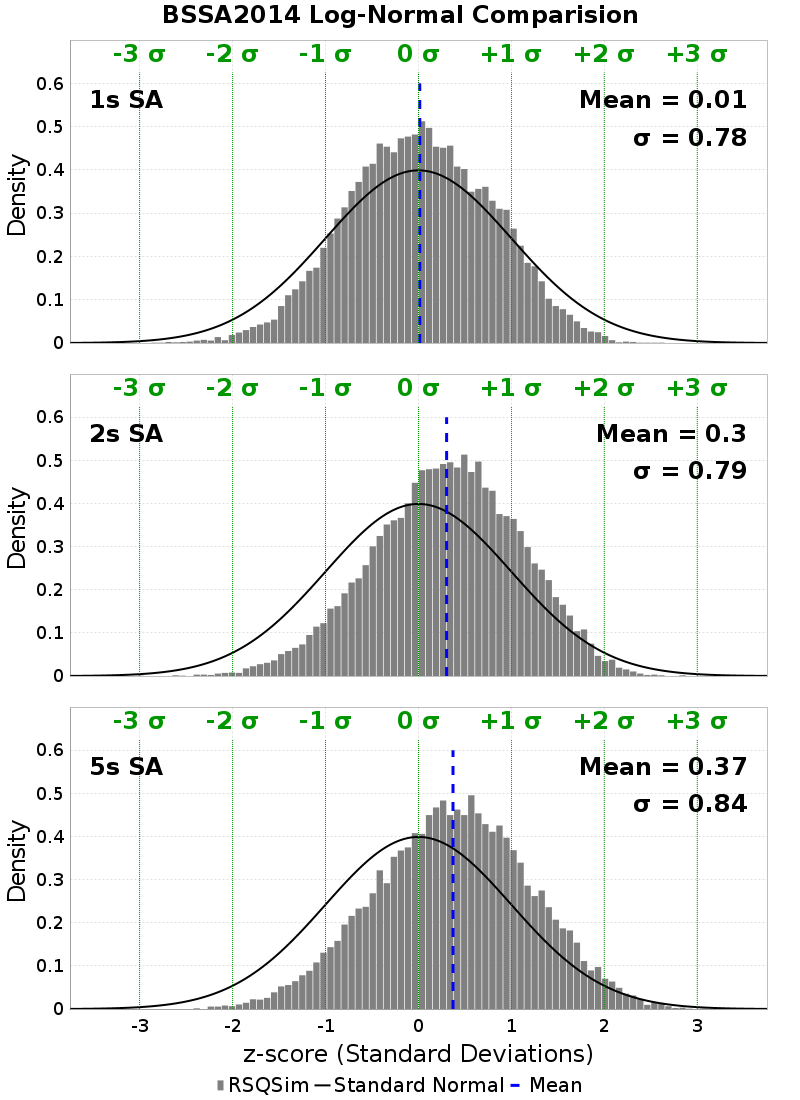 BSSA2014 Log-Normal Comparision
-3 σ -2 σ -1 σ 0 σ +1 σ +2 σ +3 σ
0.6
1s SA Mean = 0.01
0.5
σ = 0.78
0.4
0.3
0.2
0.1
0
Density
-3 σ -2 σ -1 σ 0 σ +1 σ +2 σ +3 σ
0.6
2s SA Mean = 0.3
0.5
σ = 0.79
0.4
0.3
0.2
0.1
0
Density
-3 σ -2 σ -1 σ 0 σ +1 σ +2 σ +3 σ
0.6
5s SA Mean = 0.37
0.5
σ = 0.84
0.4
0.3
0.2
0.1
0
Density
-3 -2 -1 0 1 2 3
z-score (Standard Deviations)
RSQSim Standard Normal Mean